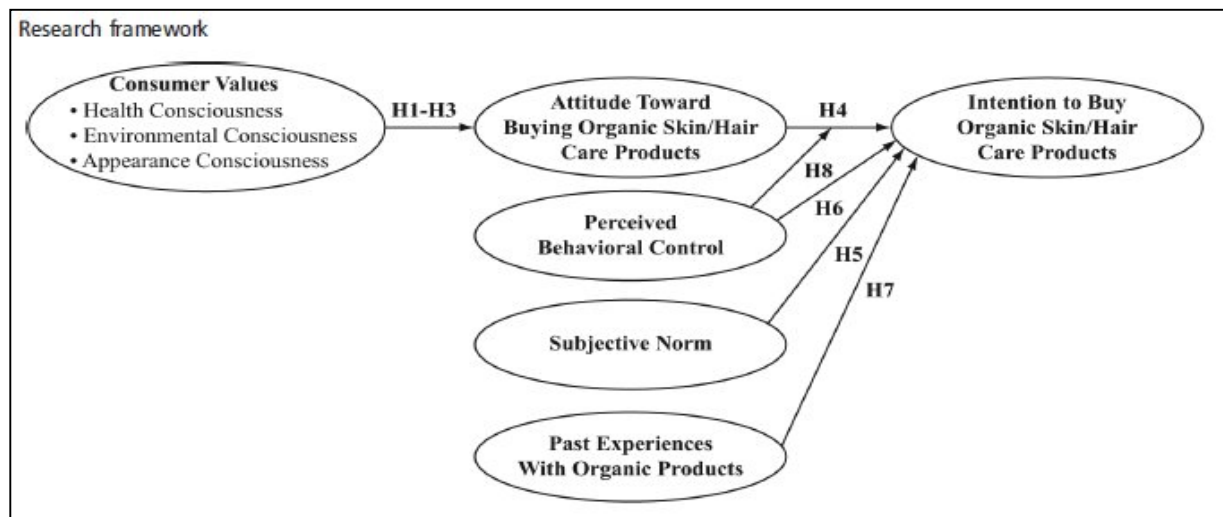 Research framework
Consumer Values
• Health Consciousness
• Environmental Consciousness
• Appearance Consciousness
H1-H3
Attitude Toward
Buying Organic Skin/Hair
Care Products
H4
Intention to Buy
Organic Skin/Hair
Care Products
H8
Perceived
Behavioral Control
H6
H5
H7
Subjective Norm
Past Experiences
With Organic Products